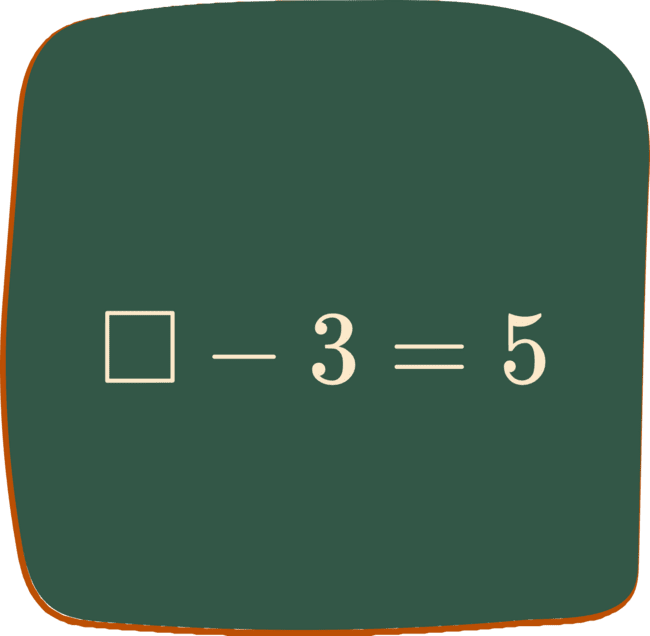 □ − 3 = 5